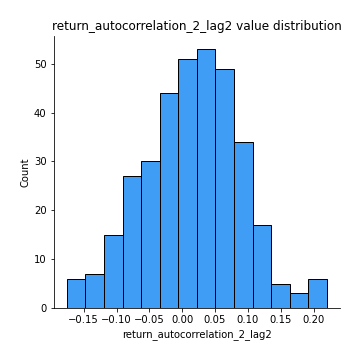 return_autocorrelation_2_lag2 value distribution
50
40
30
20
10
0
Count
−0.15 −0.10 −0.05 0.00 0.05 0.10 0.15 0.20
return_autocorrelation_2_lag2